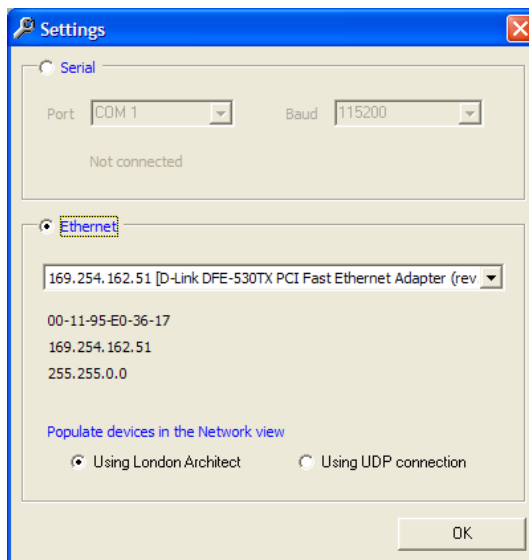 Settings
Serial
Port COM 1 Baud 115200
Not connected
Ethernet
169.254.162.51 [D-Link DFE-530TX PCI Fast Ethernet Adapter (rev
00-11-95-E0-36-17
169.254.162.51
255.255.0.0
Populate devices in the Network view
Using London Architect Using UDP connection
OK